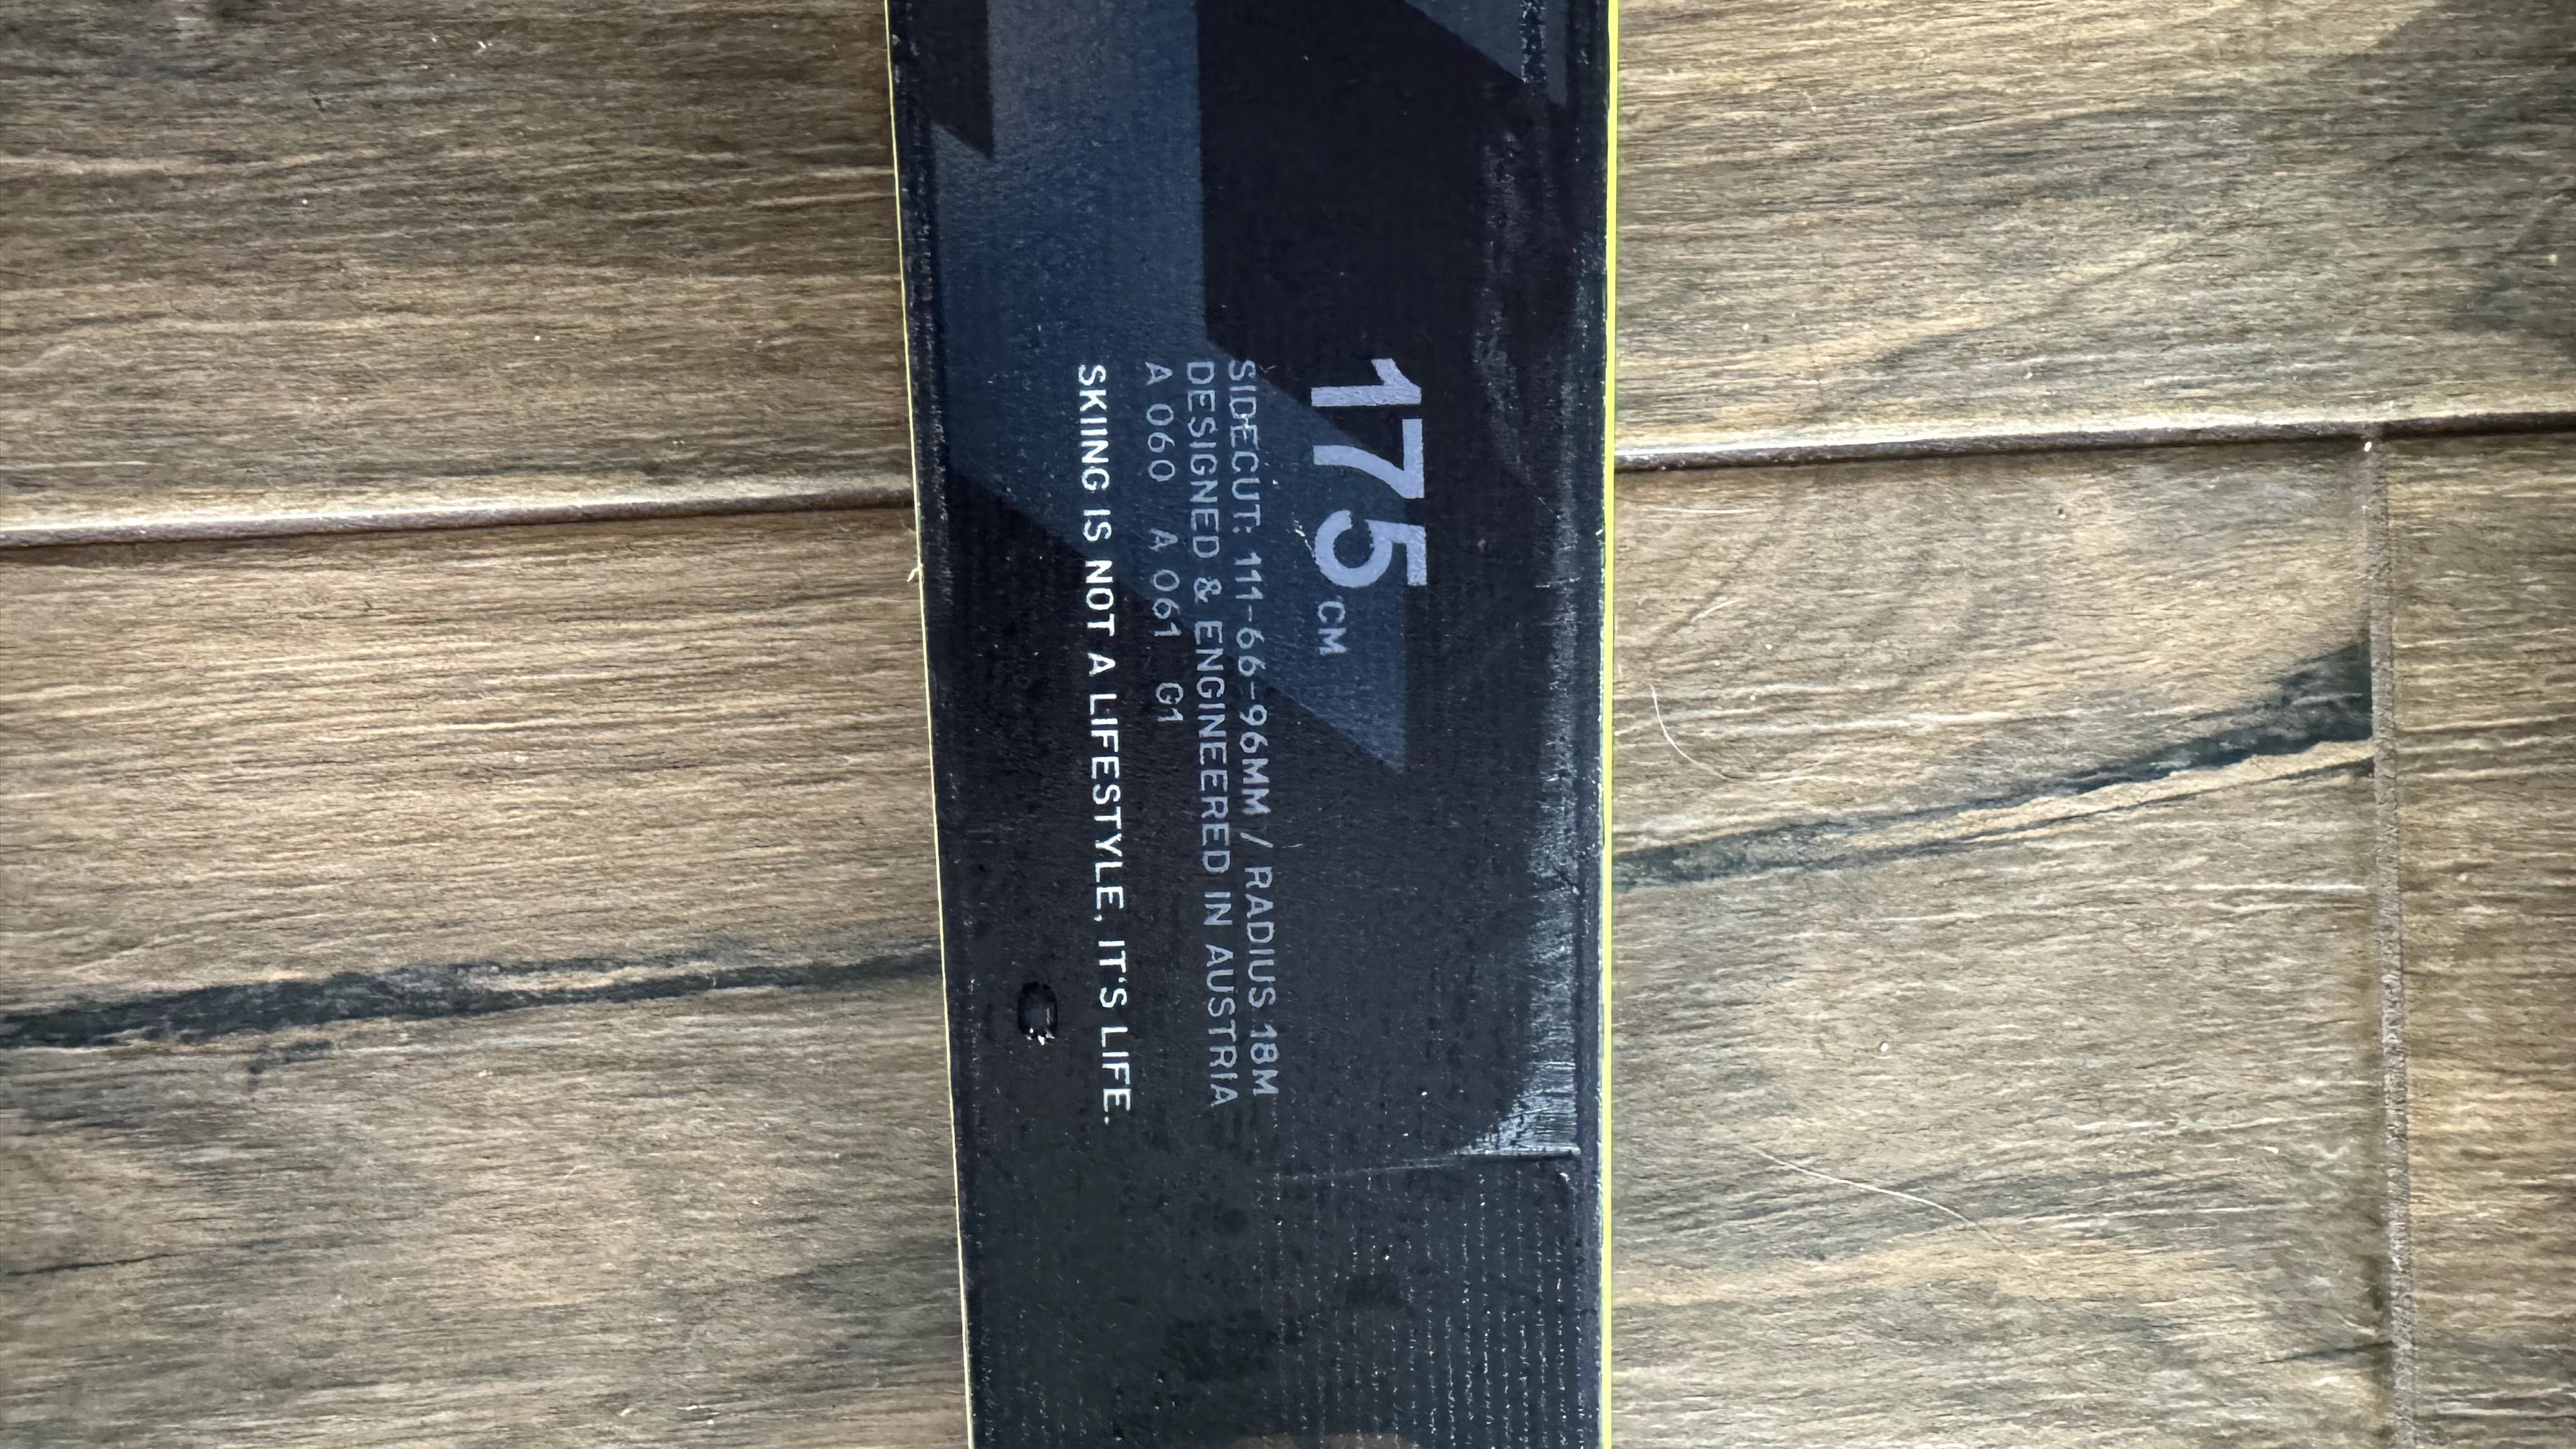 175 CM
SIDECUT: 111-66-96MM / RADIUS 18M
DESIGNED & ENGINEERED IN AUSTRIA
A 060 A 061 G1
SKIING IS NOT A LIFESTYLE, IT'S LIFE.